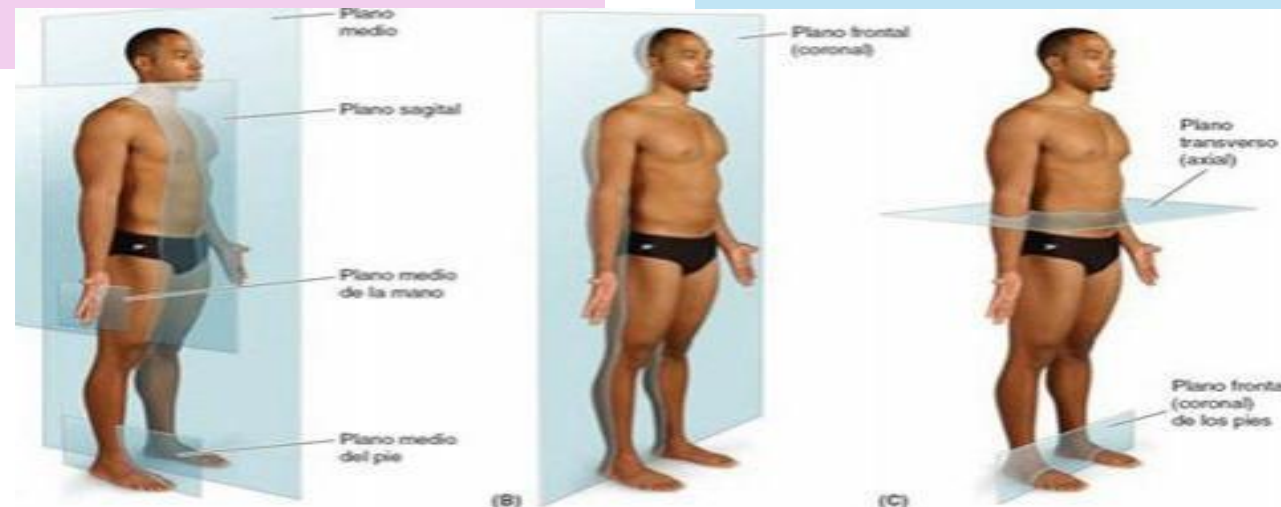 Plano
medio
Plano sagital
Plano medio
de la mano
Plano medio
del pie
Plano frontal
(coronal)
(B)
Plano
transverso
(axial)
Plano fronta
(coronal)
de los pies
(C)